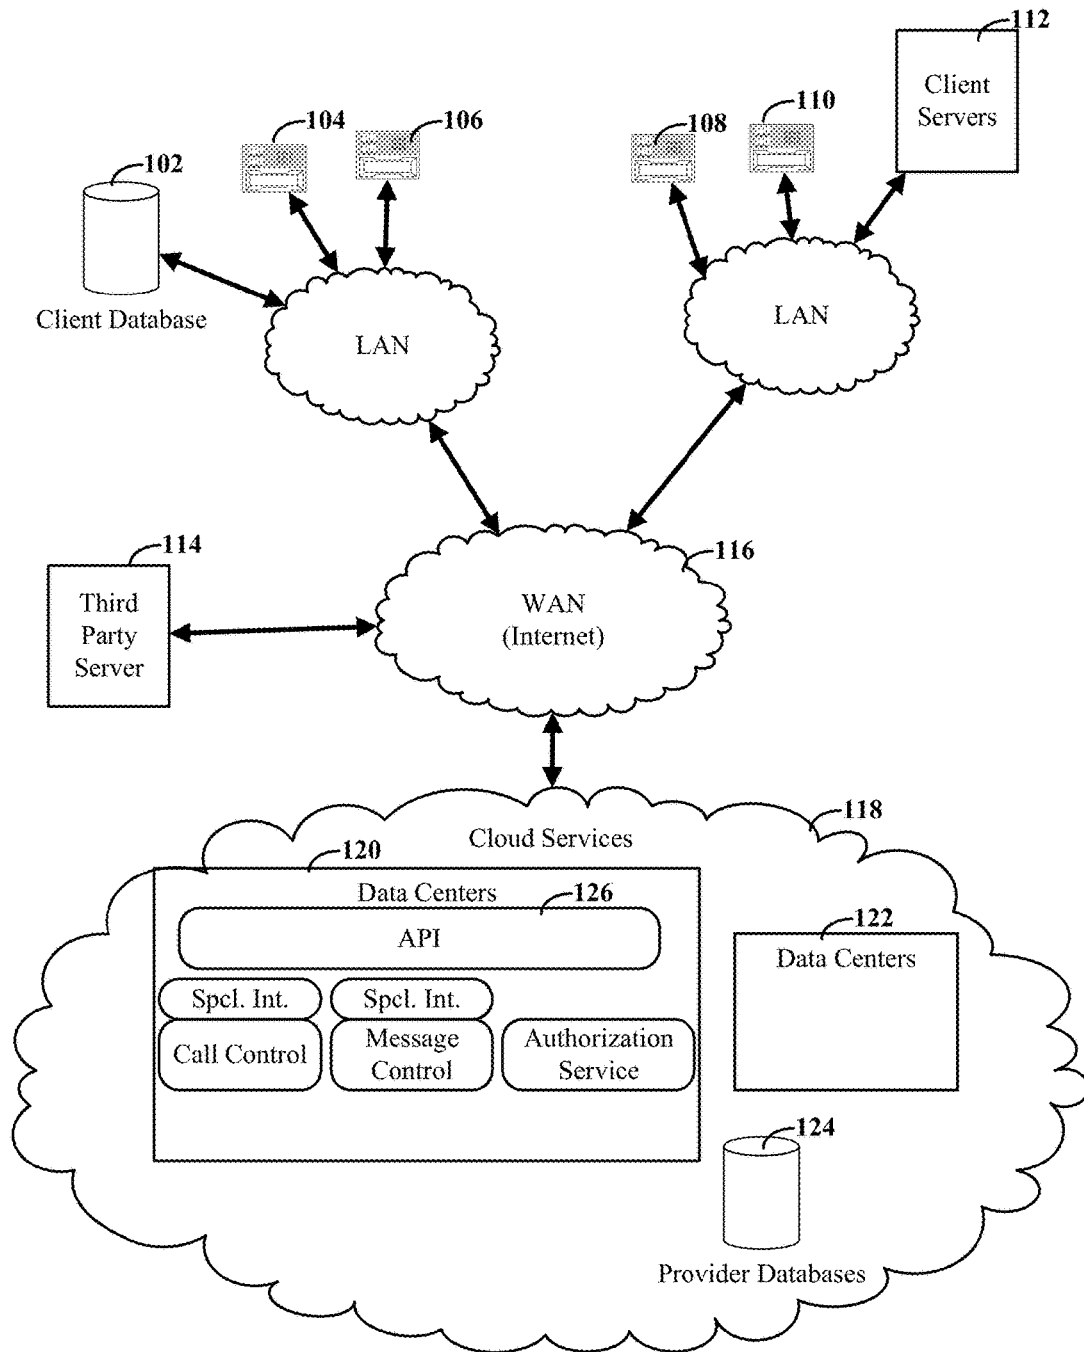 112
Client
Servers
104
106
108
110
102
Client Database
LAN
LAN
114
Third
Party
Server
116
WAN
(Internet)
118
Cloud Services
120
Data Centers
126
API
Spcl. Int.
Spcl. Int.
Call Control
Message
Control
Authorization
Service
122
Data Centers
124
Provider Databases